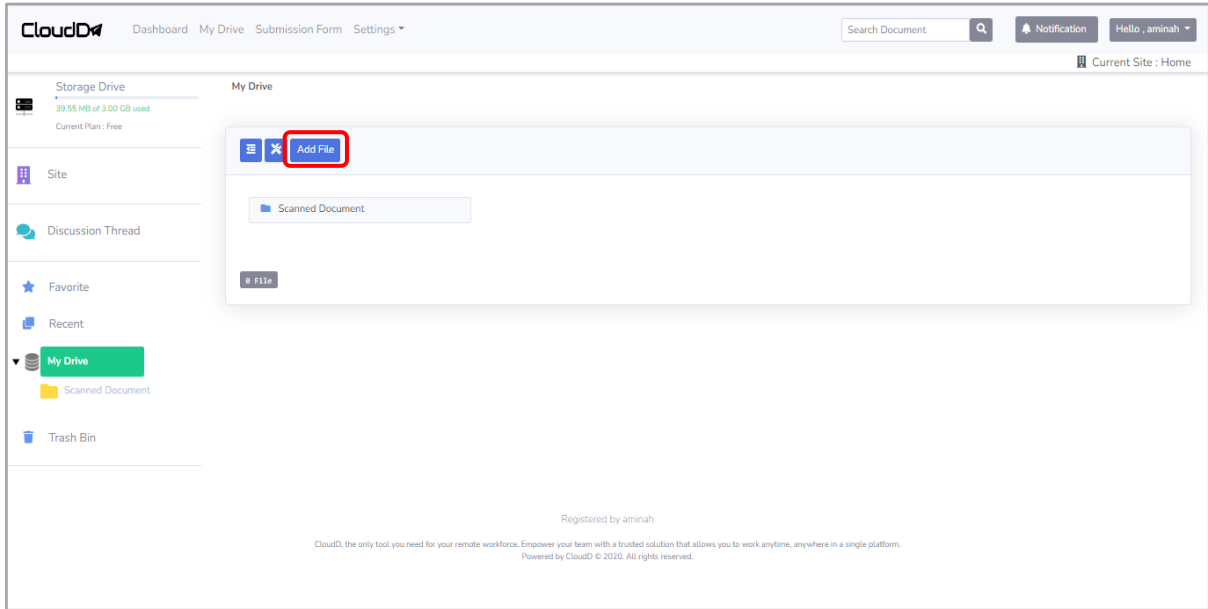 CloudD
Dashboard My Drive Submission Form Settings
Search Document
Notification
Hello , aminah
Current Site : Home
Storage Drive
39.55 MB of 3.00 GB used
Current Plan : Free
Site
Discussion Thread
Favorite
Recent
My Drive
Scanned Document
Trash Bin
My Drive
Add File
Scanned Document
0 File
Registered by aminah
CloudD, the only tool you need for your remote workforce. Empower your team with a trusted solution that allows you to work anytime, anywhere in a single platform.
Powered by CloudD © 2020. All rights reserved.